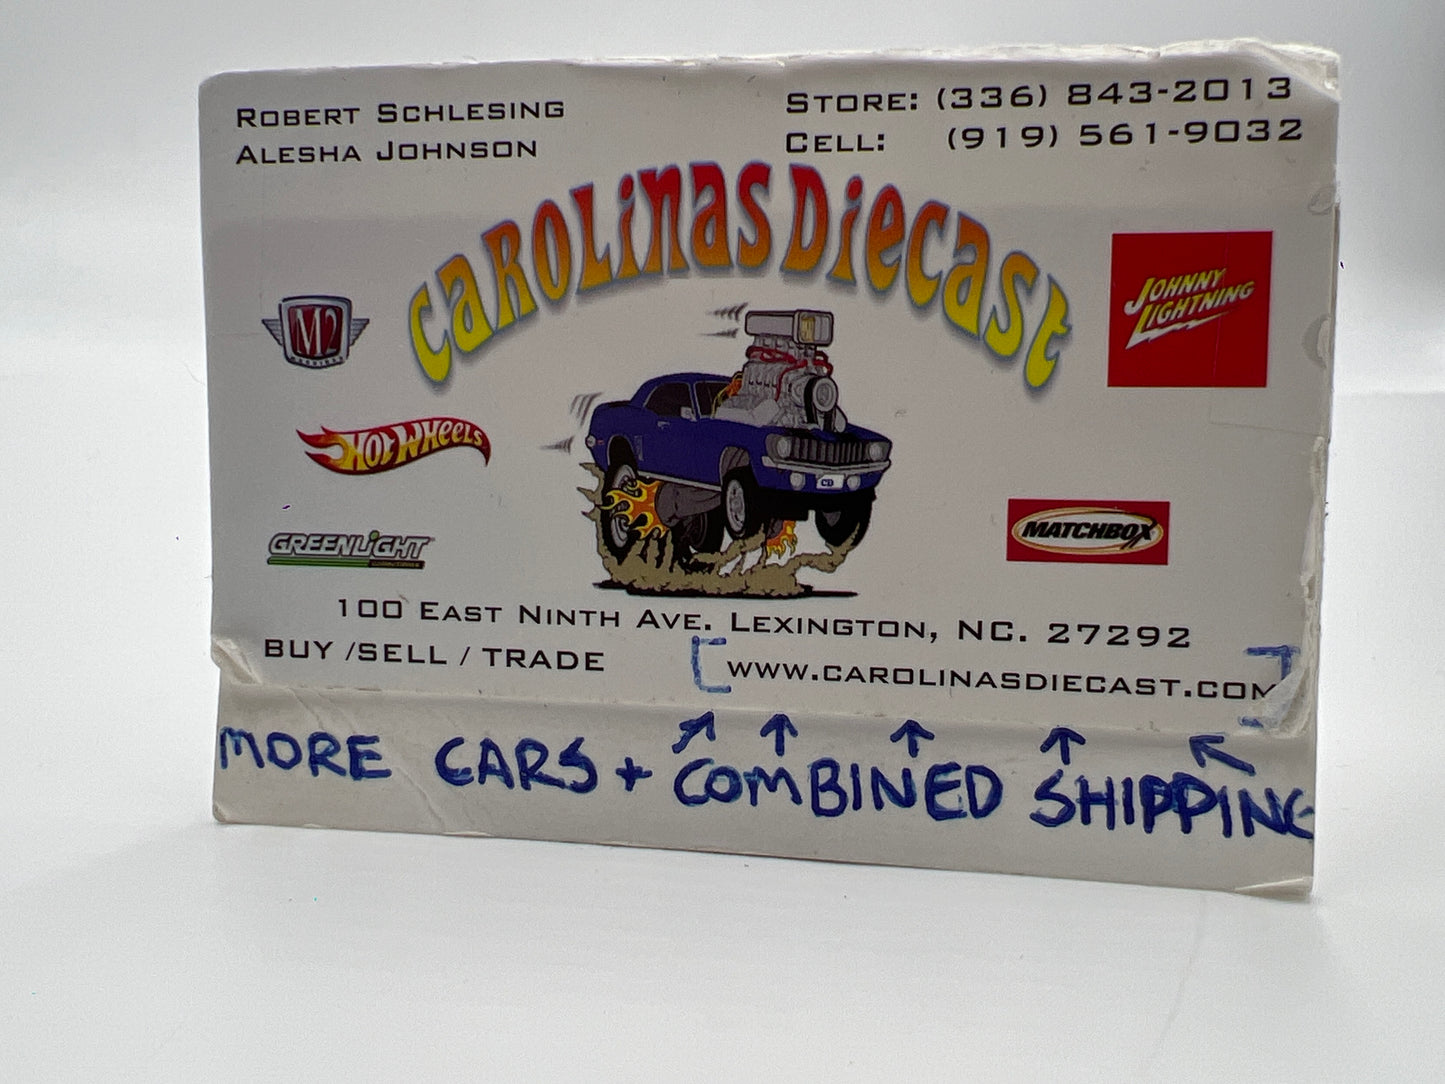 ROBERT SCHLESING
ALESHA JOHNSON
STORE: (336) 843-2013
CELL: (919) 561-9032
CAROLINAS DIECAST
M2
JOHNNY
LIGHTNING
HOT WHEELS
GREENLIGHT
MATCHBOX
CD
100 EAST NINTH AVE. LEXINGTON, NC. 27292
BUY /SELL / TRADE
WWW.CAROLINASDIECAST.COM
MORE CARS + COMBINED SHIPPING